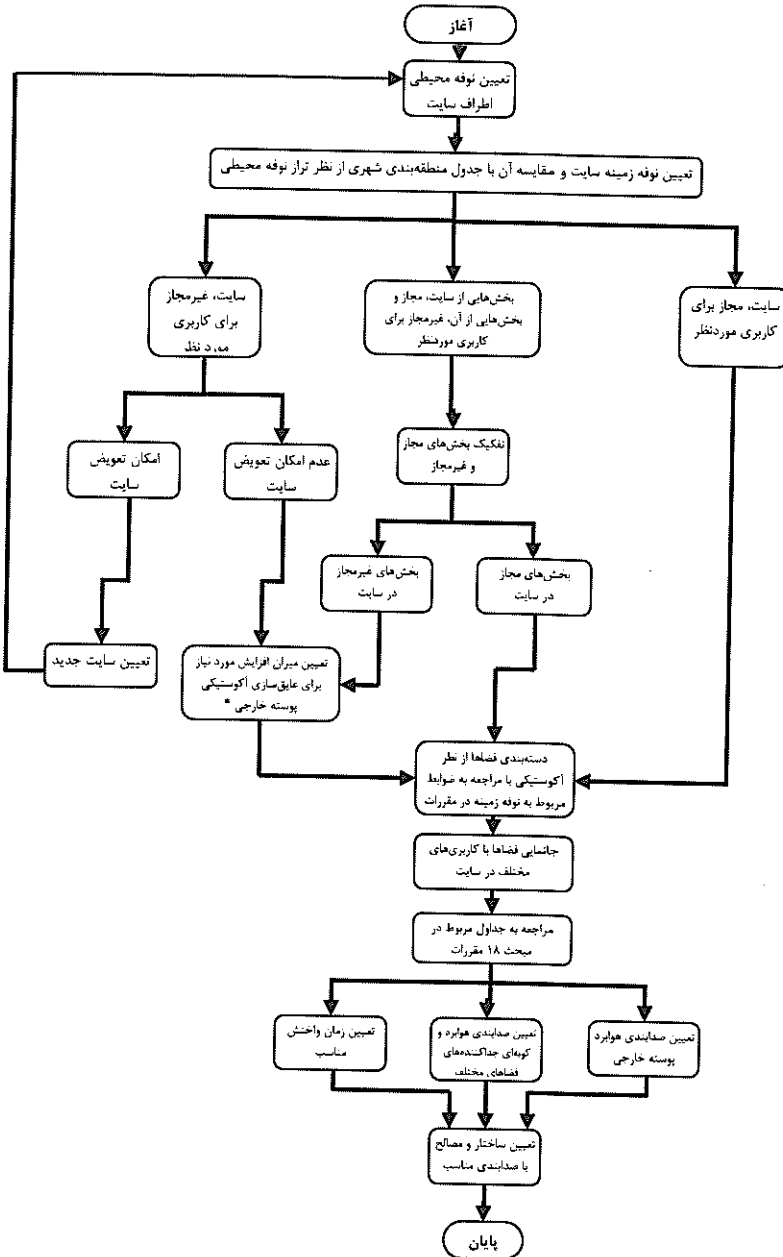 آغاز
تعیین نوفه محیطی
اطراف سایت
تعیین نوفه زمینه سایت و مقایسه آن با جدول منطقه‌بندی شهری از نظر تراز نوفه محیطی
سایت، مجاز برای
کاربری موردنظر
بخش‌هایی از سایت، مجاز و
بخش‌هایی از آن، غیرمجاز برای
کاربری موردنظر
سایت، غیرمجاز
برای کاربری
مورد نظر
تفکیک بخش‌های مجاز
و غیرمجاز
عدم امکان تعویض
سایت
امکان تعویض
سایت
بخش‌های مجاز
در سایت
بخش‌های غیرمجاز
در سایت
تعیین میزان افزایش مورد نیاز
برای عایق‌سازی آکوستیکی
پوسته خارجی *
تعیین سایت جدید
دسته‌بندی فضاها از نظر
آکوستیکی با مراجعه به ضوابط
مربوط به نوفه زمینه در مقررات
جانمایی فضاها با کاربری‌های
مختلف در سایت
مراجعه به جداول مربوط در
مبحث ۱۸ مقررات
تعیین صدابندی هوابرد
پوسته خارجی
تعیین صدابندی هوابرد و
کوبه‌ای جداکننده‌های
فضاهای مختلف
تعیین زمان واخنش
مناسب
تعیین ساختار و مصالح
با صدابندی مناسب
پایان